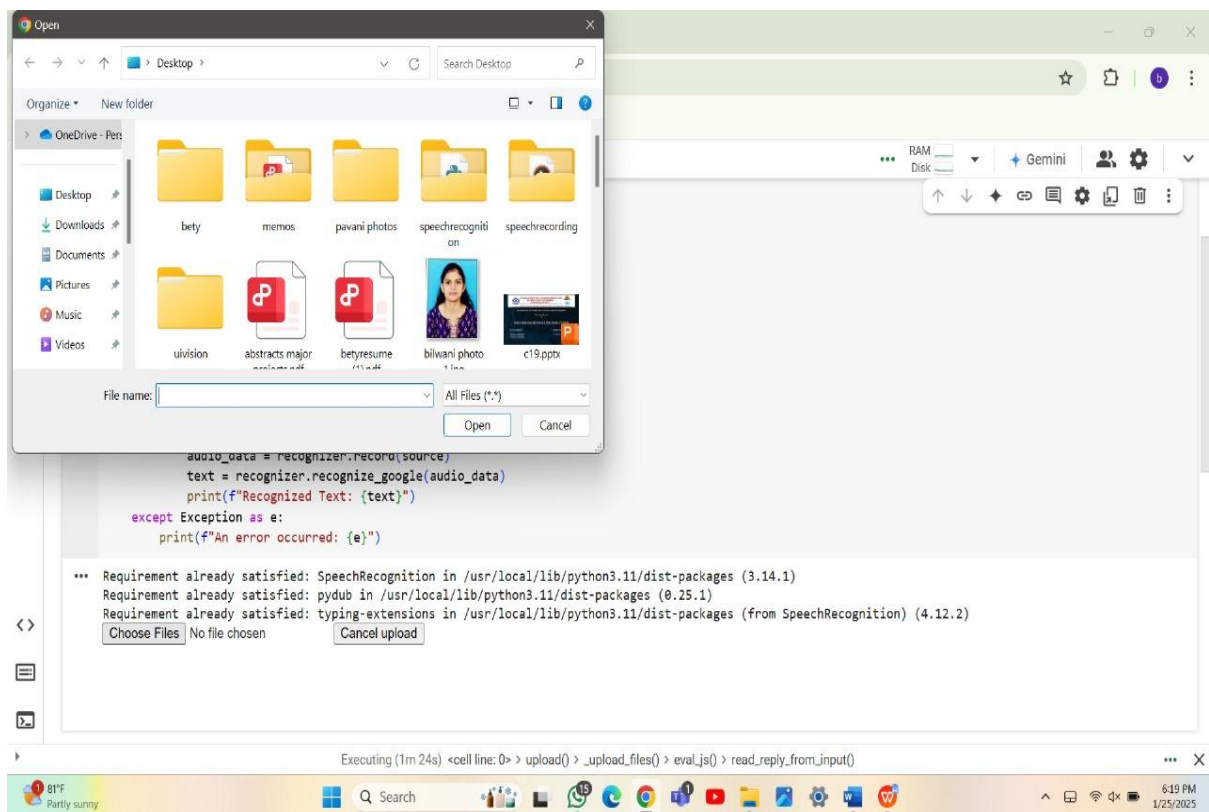 Open
Desktop
Search Desktop
Organize
New folder
OneDrive - Pers
Desktop
Downloads
Documents
Pictures
Music
Videos
bety
memos
pavani photos
speechrecogniti
on
speechrecording
uivision
abstracts major
betyresume
bilwani photo
c19.pptx
File name:
All Files (*.*)
Open
Cancel
b
RAM
Disk
Gemini
audio_data = recognizer.record(source)
text = recognizer.recognize_google(audio_data)
print(f"Recognized Text: {text}")
except Exception as e:
print(f"An error occurred: {e}")
Requirement already satisfied: SpeechRecognition in /usr/local/lib/python3.11/dist-packages (3.14.1)
Requirement already satisfied: pydub in /usr/local/lib/python3.11/dist-packages (0.25.1)
Requirement already satisfied: typing-extensions in /usr/local/lib/python3.11/dist-packages (from SpeechRecognition) (4.12.2)
Choose Files No file chosen Cancel upload
Executing (1m 24s) <cell line: 0> > upload() > _upload_files() > eval_js() > read_reply_from_input()
81°F
Partly sunny
Search
6:19 PM
1/25/2025